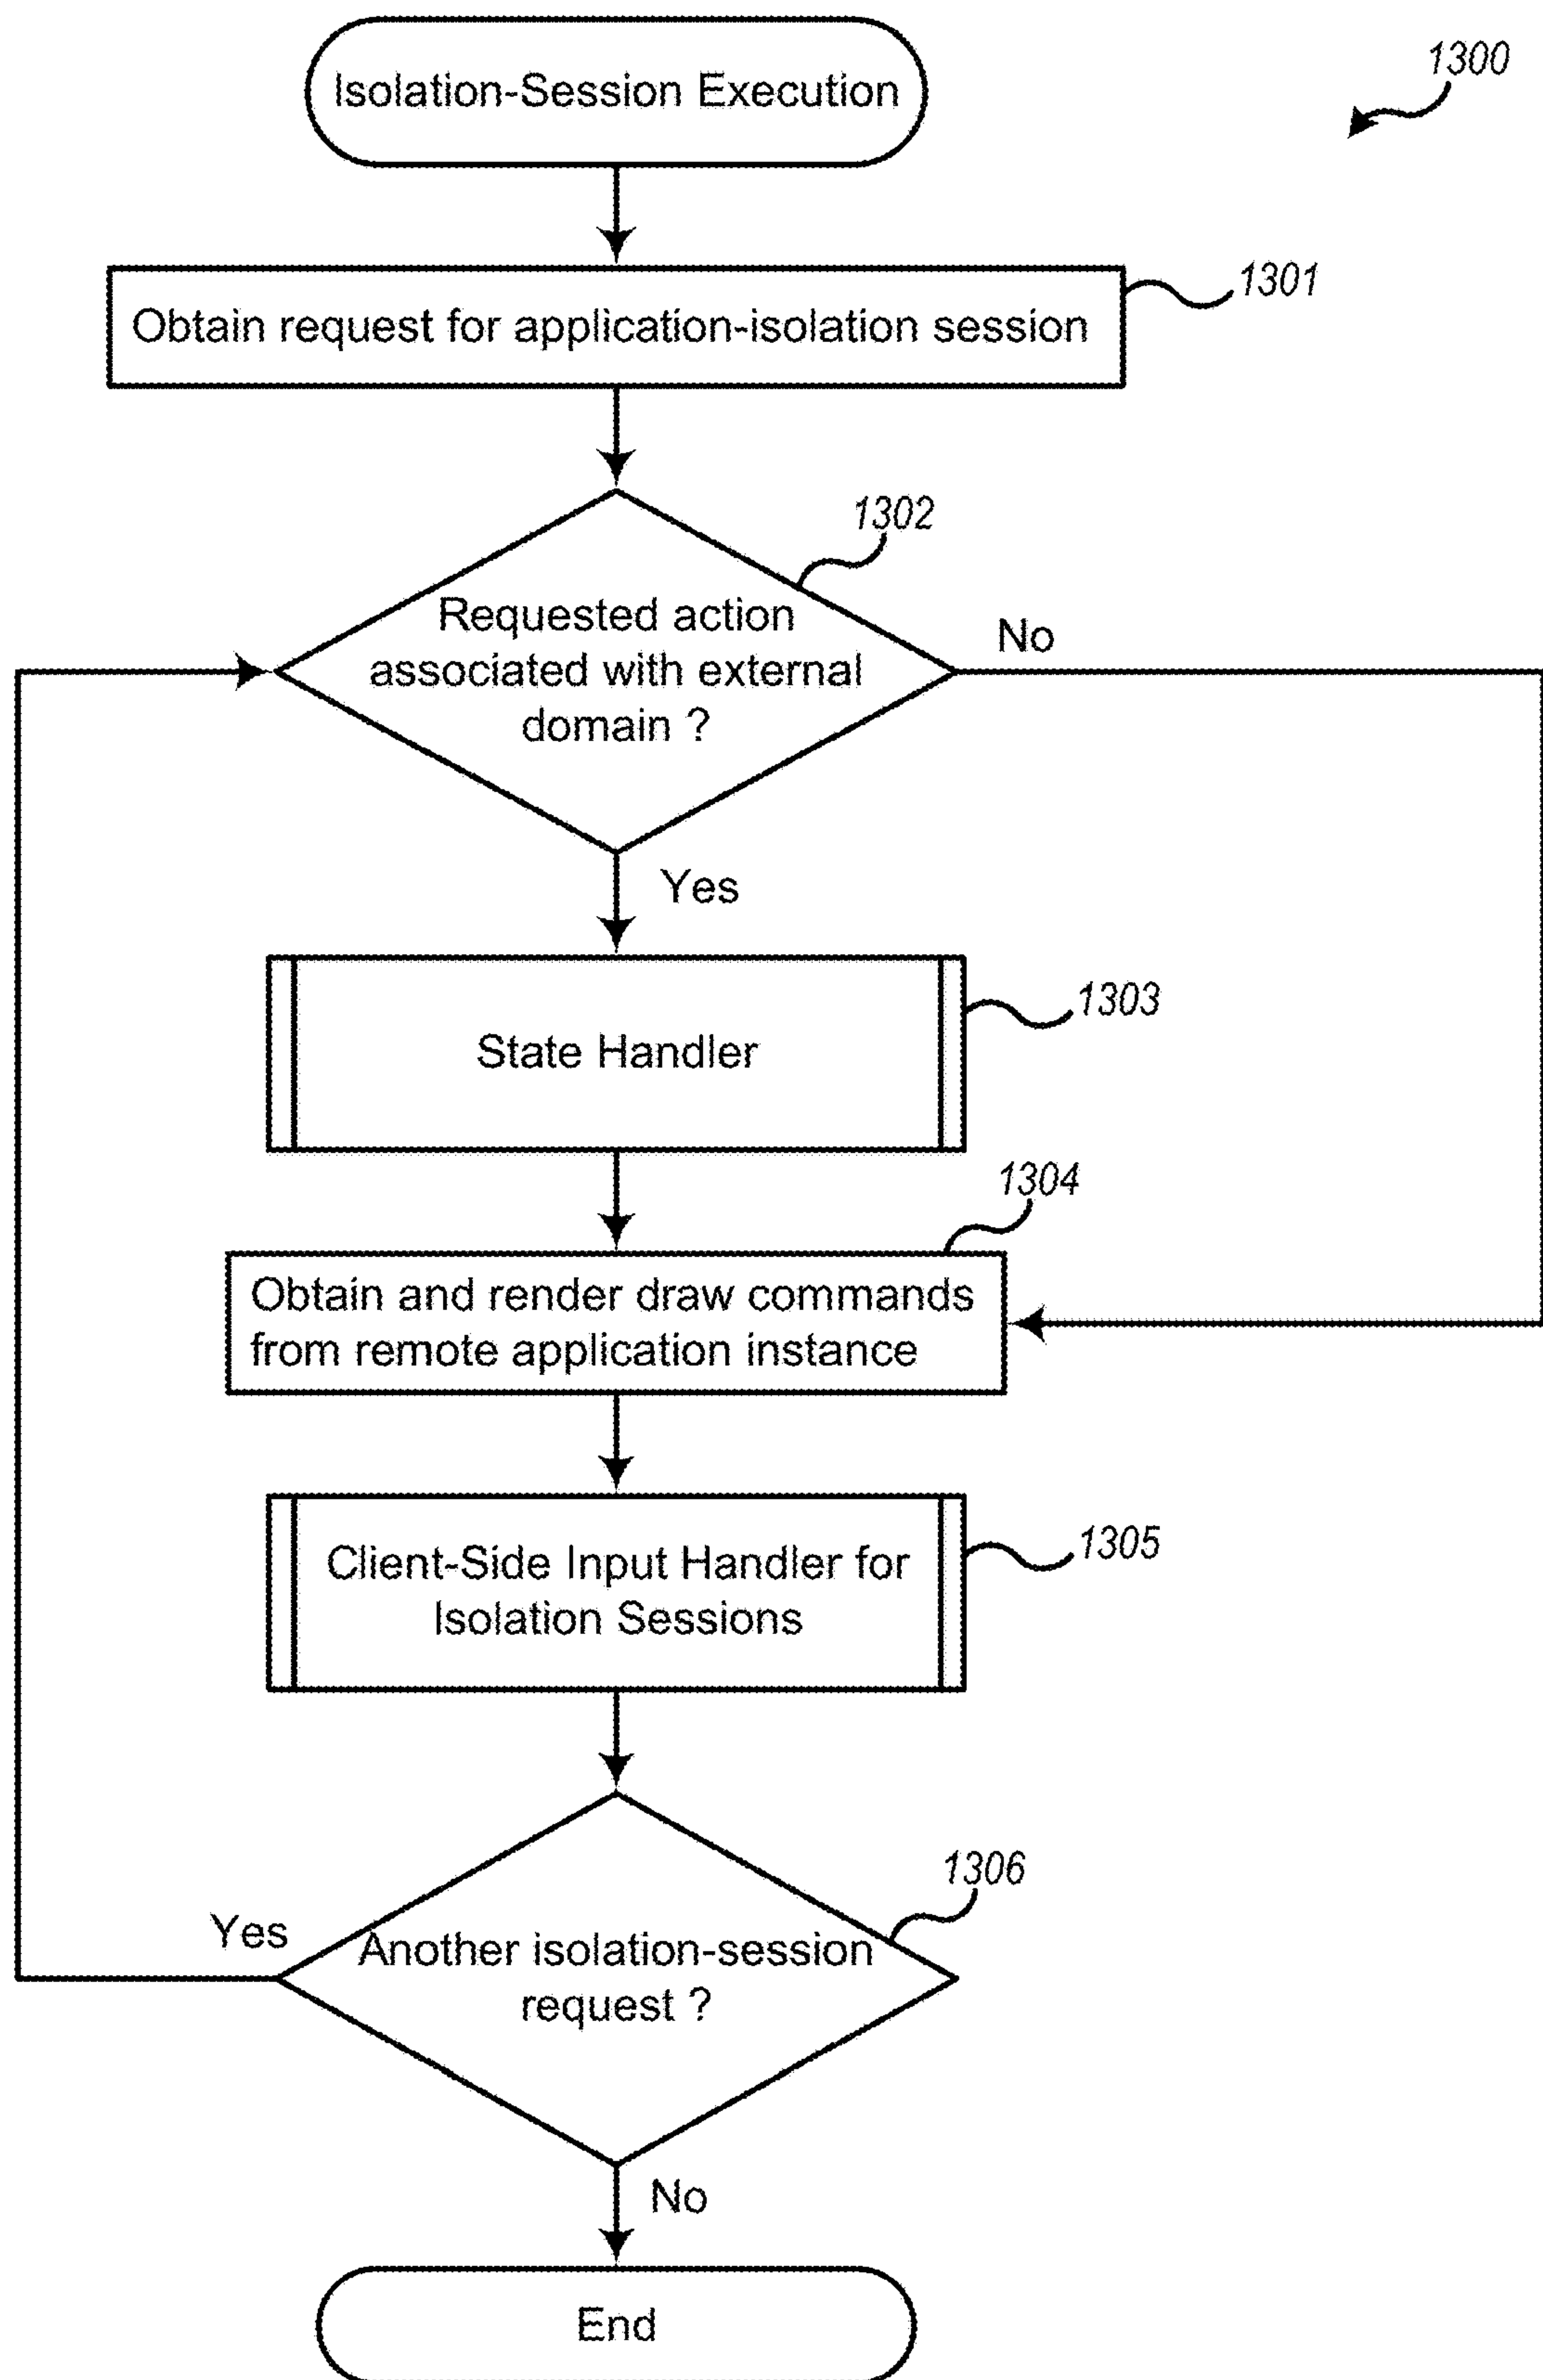 Isolation-Session Execution
1300
Obtain request for application-isolation session
1301
1302
Requested action
associated with external
domain ?
No
Yes
State Handler
1303
1304
Obtain and render draw commands
from remote application instance
Client-Side Input Handler for
Isolation Sessions
1305
1306
Yes
Another isolation-session
request ?
No
End